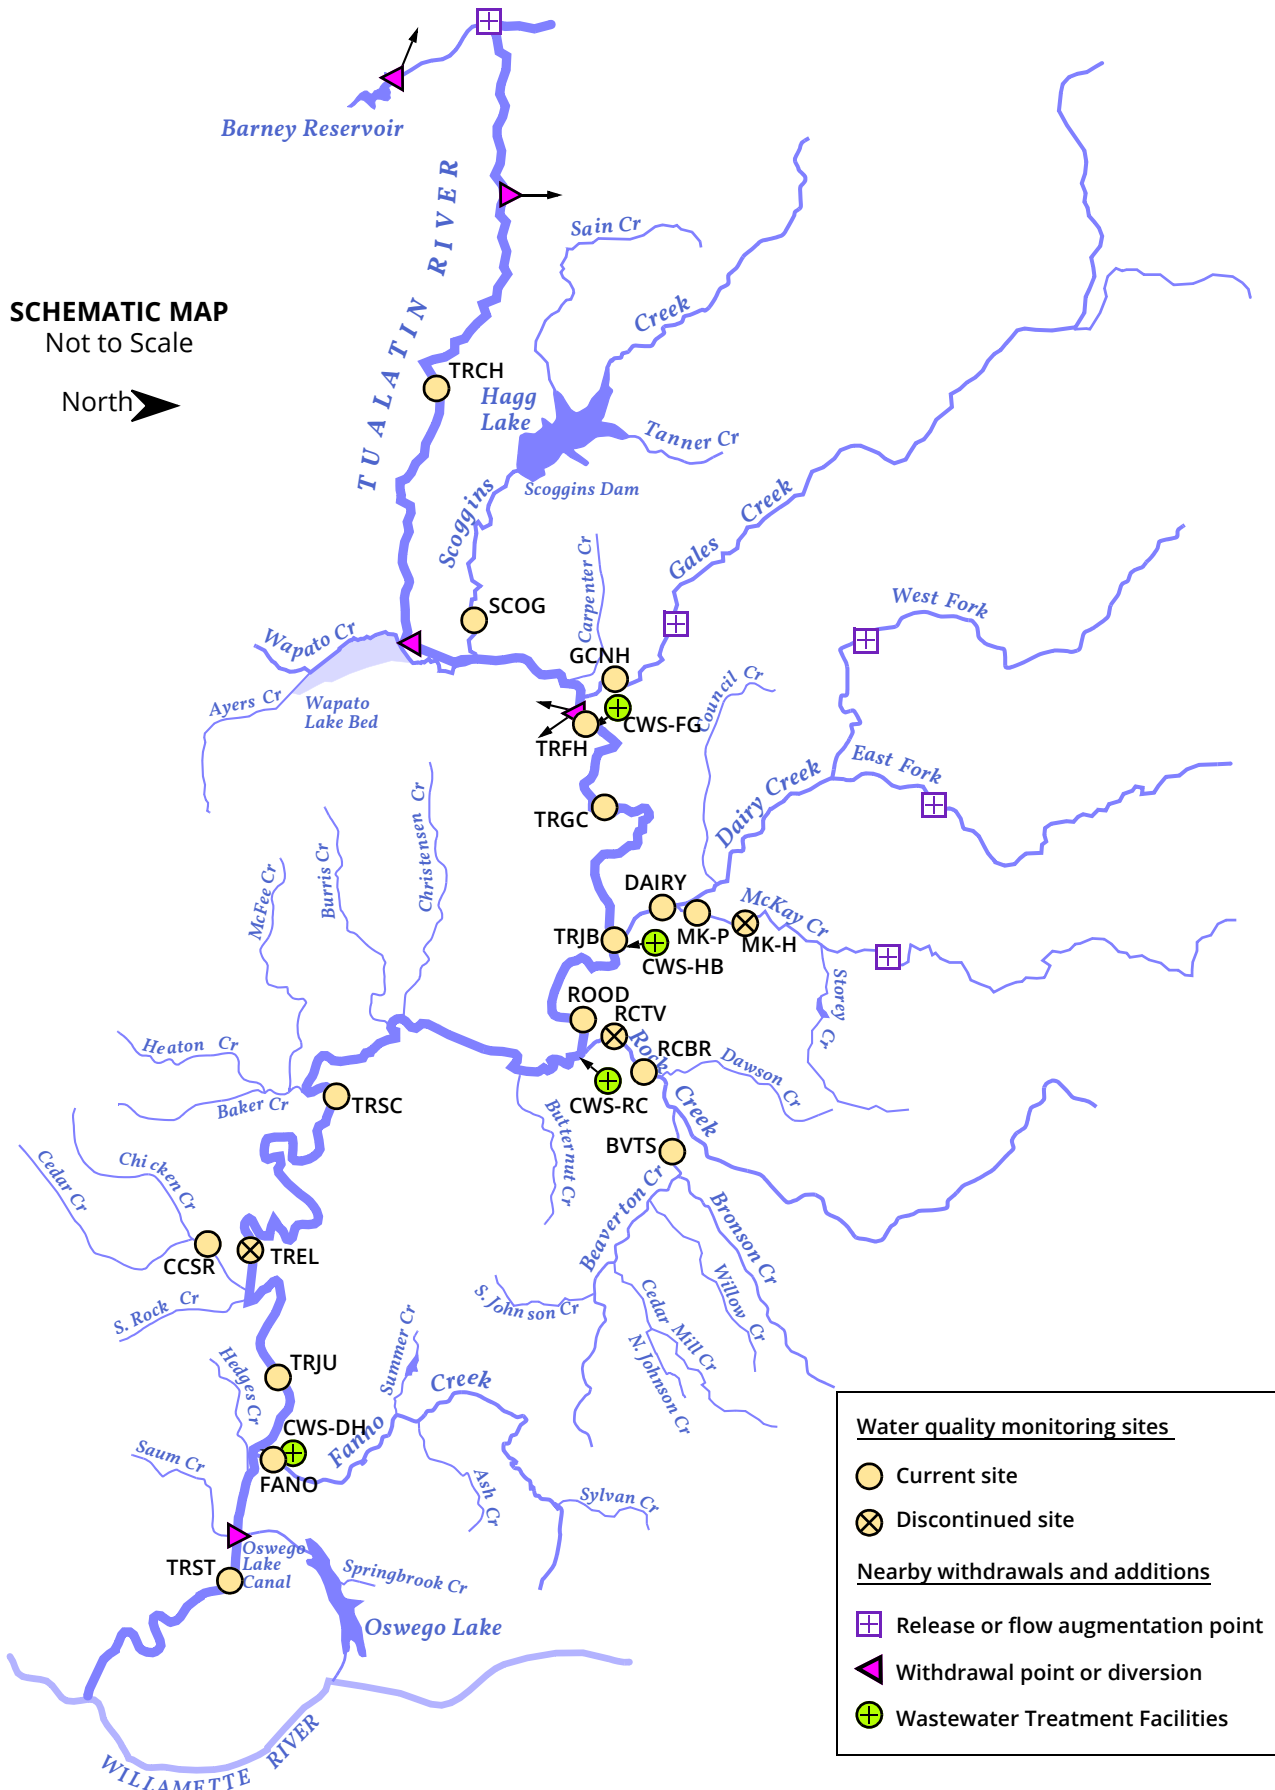 Barney Reservoir
TUALATIN RIVER
Sain Cr
SCHEMATIC MAP
Not to Scale
North
Creek
TRCH
Hagg
Lake
Tanner Cr
Scoggins Dam
Scoggins
Creek
Gales
Carpenter Cr
West Fork
SCOG
Wapato Cr
GCNH
Council Cr
Ayers Cr
Wapato
Lake Bed
CWS-FG
TRFH
East Fork
Dairy Creek
TRGC
Christensen Cr
Burris Cr
McFee Cr
DAIRY
McKay Cr
TRJB
MK-P
MK-H
CWS-HB
Storey Cr
ROOD
RCTV
Rock
Creek
RCBR
Dawson Cr
Heaton Cr
Baker Cr
TRSC
CWS-RC
Butternut Cr
BVTS
Cedar Cr
Chicken Cr
Beaverton Cr
Bronson Cr
CCSR
TREL
Willow Cr
S. Johnson Cr
Cedar Mill Cr
N. Johnson Cr
S. Rock Cr
Hedges Cr
TRJU
Summer Cr
Creek
Fanno
CWS-DH
FANO
Saum Cr
Ash Cr
Sylvan Cr
Oswego
Lake
Canal
TRST
Springbrook Cr
Oswego Lake
WILLAMETTE RIVER
Water quality monitoring sites
Current site
Discontinued site
Nearby withdrawals and additions
Release or flow augmentation point
Withdrawal point or diversion
Wastewater Treatment Facilities